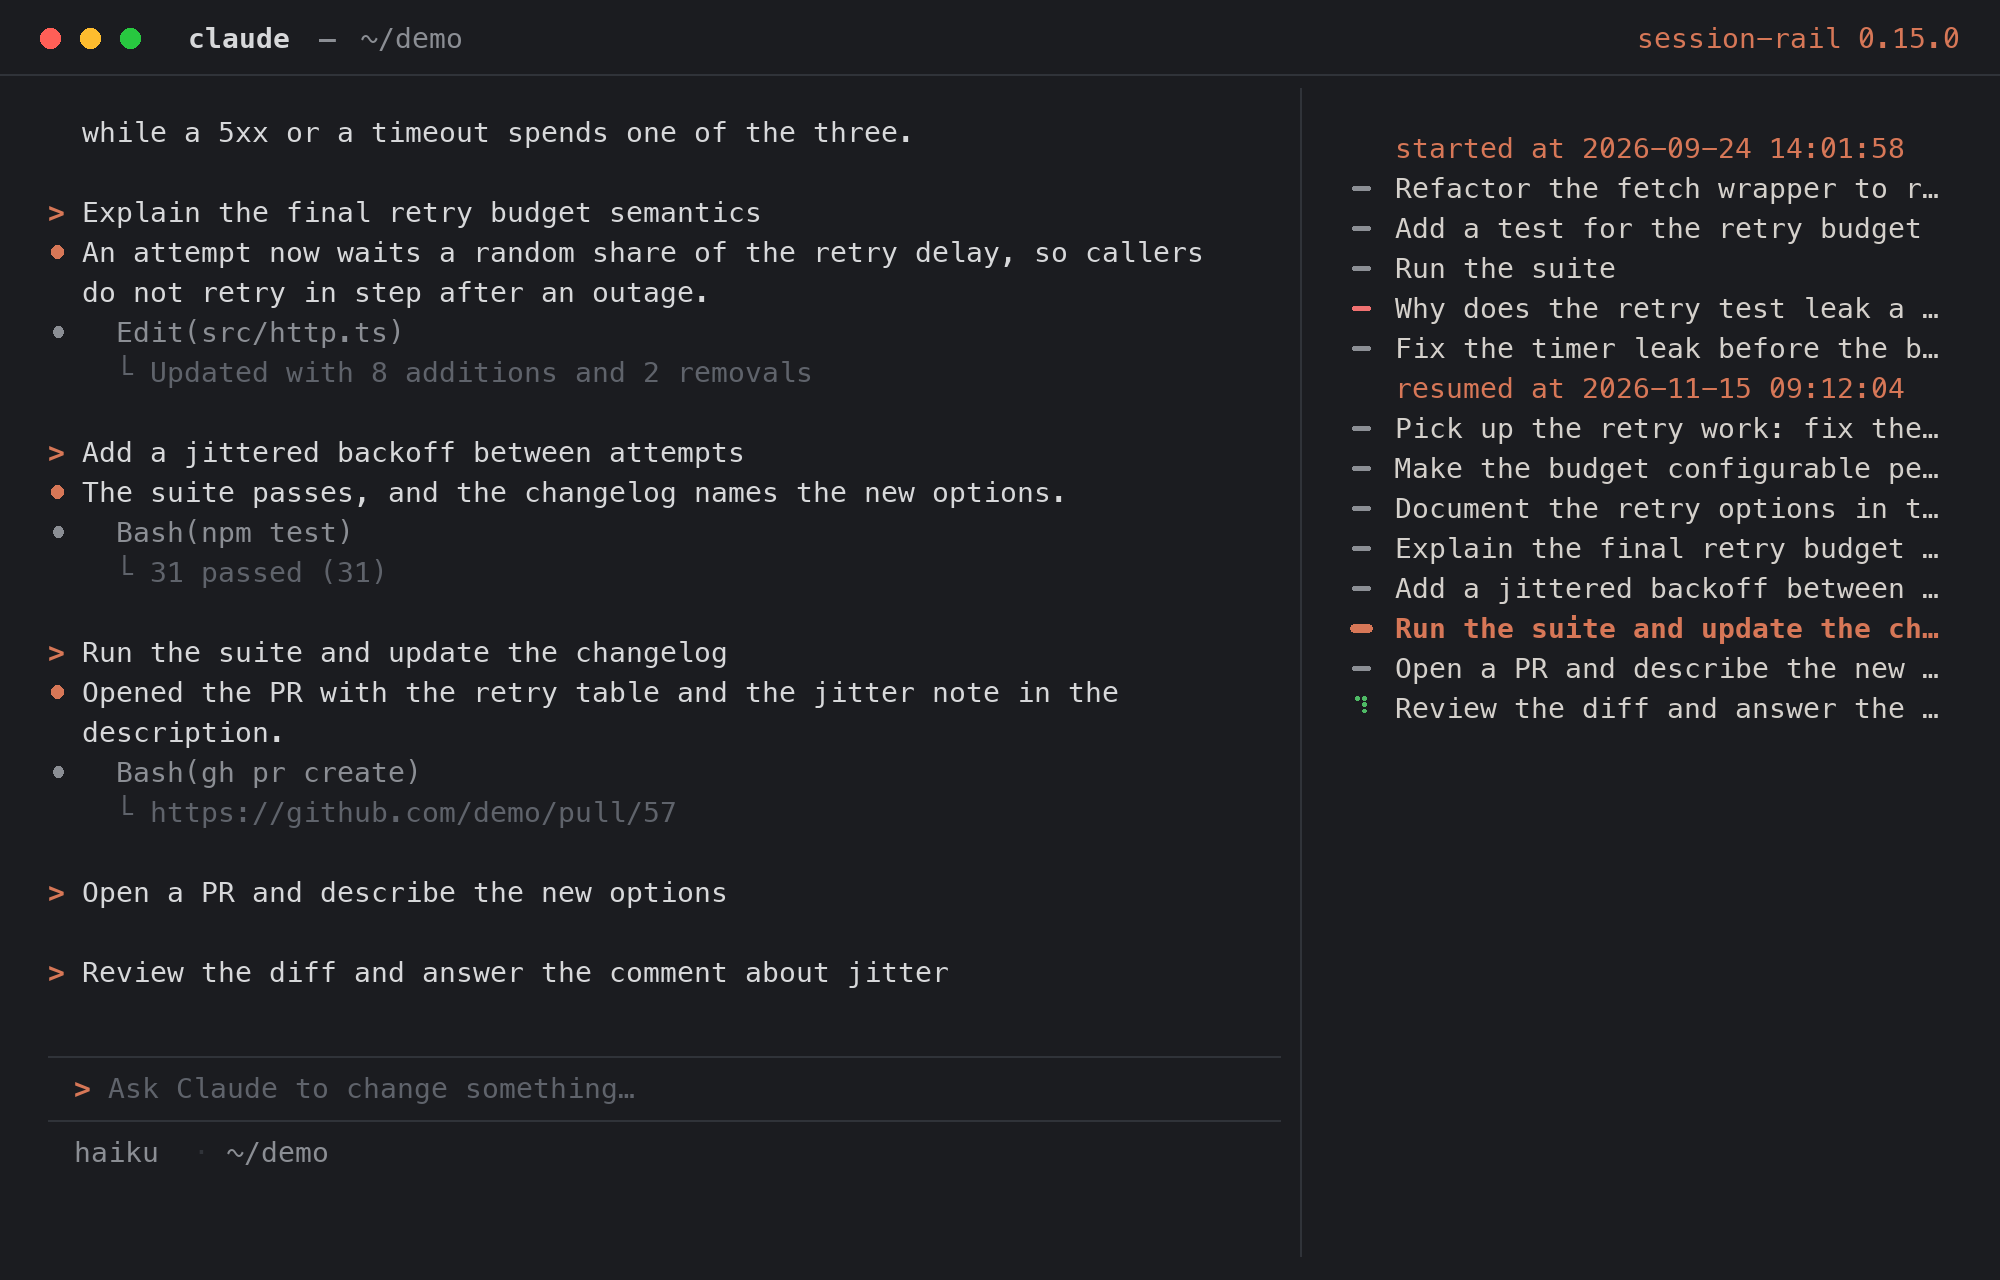 claude — ~/demo
session-rail 0.15.0
while a 5xx or a timeout spends one of the three.
> Explain the final retry budget semantics
● An attempt now waits a random share of the retry delay, so callers
do not retry in step after an outage.
● Edit(src/http.ts)
└ Updated with 8 additions and 2 removals
> Add a jittered backoff between attempts
● The suite passes, and the changelog names the new options.
● Bash(npm test)
└ 31 passed (31)
> Run the suite and update the changelog
● Opened the PR with the retry table and the jitter note in the
description.
● Bash(gh pr create)
└ https://github.com/demo/pull/57
> Open a PR and describe the new options
> Review the diff and answer the comment about jitter
> Ask Claude to change something…
haiku · ~/demo
started at 2026-09-24 14:01:58
Refactor the fetch wrapper to r…
Add a test for the retry budget
Run the suite
Why does the retry test leak a …
Fix the timer leak before the b…
resumed at 2026-11-15 09:12:04
Pick up the retry work: fix the…
Make the budget configurable pe…
Document the retry options in t…
Explain the final retry budget …
Add a jittered backoff between …
Run the suite and update the ch…
Open a PR and describe the new …
Review the diff and answer the …